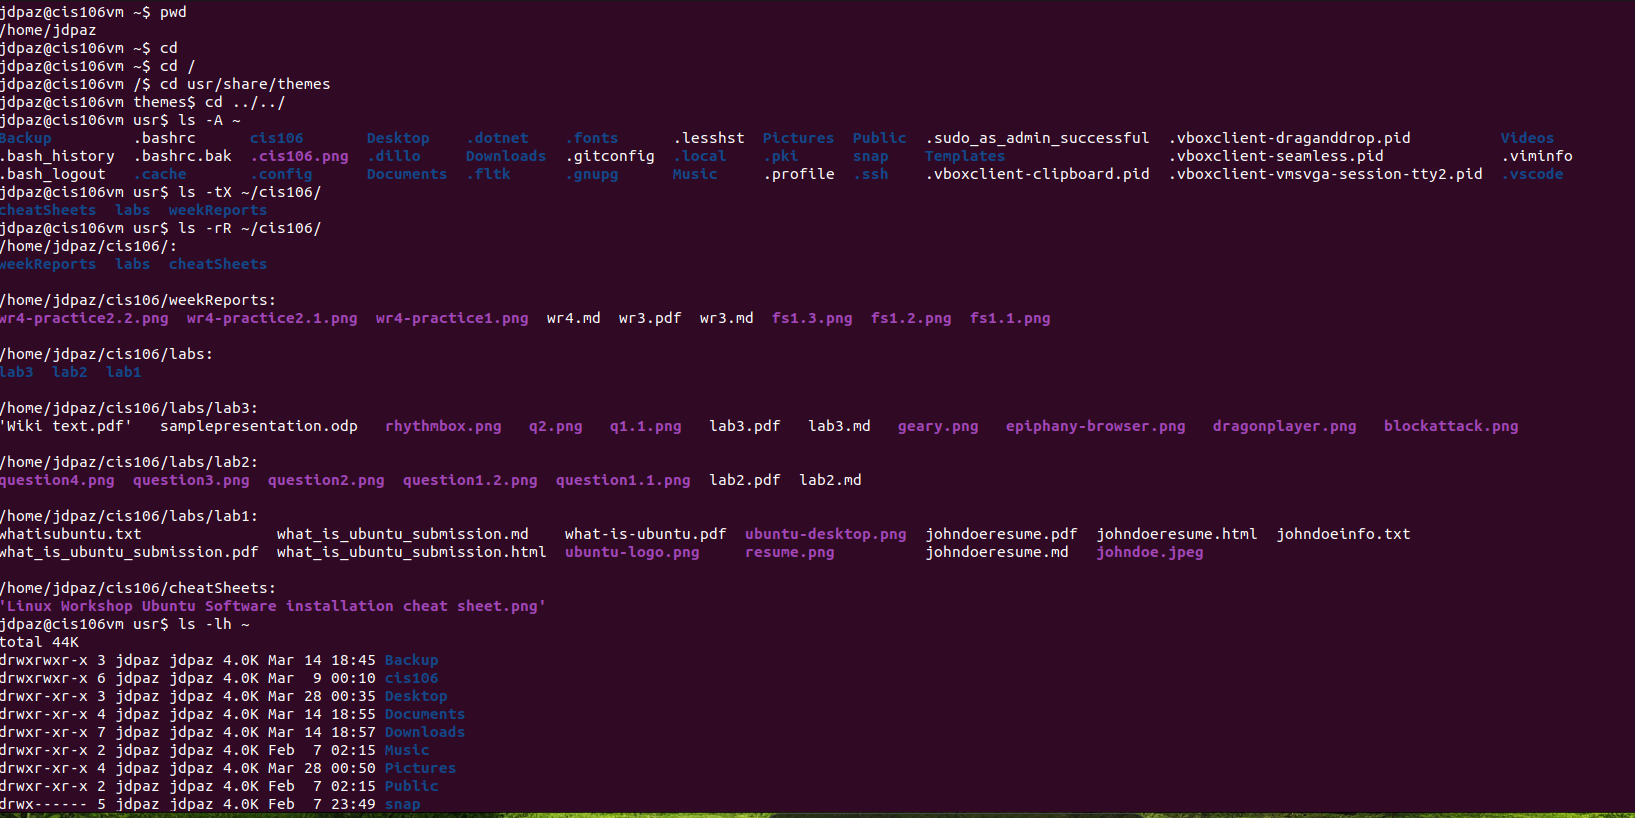 jdpaz@cis106vm ~$ pwd
/home/jdpaz
jdpaz@cis106vm ~$ cd
jdpaz@cis106vm ~$ cd /
jdpaz@cis106vm /$ cd usr/share/themes
jdpaz@cis106vm themes$ cd ../../
jdpaz@cis106vm usr$ ls -A ~
Backup .bashrc cis106 Desktop .dotnet .fonts .lesshst Pictures Public .sudo_as_admin_successful .vboxclient-draganddrop.pid Videos
.bash_history .bashrc.bak .cis106.png .dillo Downloads .gitconfig .local .pki snap Templates .vboxclient-seamless.pid .viminfo
.bash_logout .cache .config Documents .fltk .gnupg Music .profile .ssh .vboxclient-clipboard.pid .vboxclient-vmsvga-session-tty2.pid .vscode
jdpaz@cis106vm usr$ ls -tX ~/cis106/
cheatSheets labs weekReports
jdpaz@cis106vm usr$ ls -rR ~/cis106/
/home/jdpaz/cis106/:
weekReports labs cheatSheets
/home/jdpaz/cis106/weekReports:
wr4-practice2.2.png wr4-practice2.1.png wr4-practice1.png wr4.md wr3.pdf wr3.md fs1.3.png fs1.2.png fs1.1.png
/home/jdpaz/cis106/labs:
lab3 lab2 lab1
/home/jdpaz/cis106/labs/lab3:
'Wiki text.pdf' samplepresentation.odp rhythmbox.png q2.png q1.1.png lab3.pdf lab3.md geary.png epiphany-browser.png dragonplayer.png blockattack.png
/home/jdpaz/cis106/labs/lab2:
question4.png question3.png question2.png question1.2.png question1.1.png lab2.pdf lab2.md
/home/jdpaz/cis106/labs/lab1:
whatisubuntu.txt what_is_ubuntu_submission.md what-is-ubuntu.pdf ubuntu-desktop.png johndoeresume.pdf johndoeresume.html johndoeinfo.txt
what_is_ubuntu_submission.pdf what_is_ubuntu_submission.html ubuntu-logo.png resume.png johndoeresume.md johndoe.jpeg
/home/jdpaz/cis106/cheatSheets:
'Linux Workshop Ubuntu Software installation cheat sheet.png'
jdpaz@cis106vm usr$ ls -lh ~
total 44K
drwxrwxr-x 3 jdpaz jdpaz 4.0K Mar 14 18:45 Backup
drwxrwxr-x 6 jdpaz jdpaz 4.0K Mar  9 00:10 cis106
drwxr-xr-x 3 jdpaz jdpaz 4.0K Mar 28 00:35 Desktop
drwxr-xr-x 4 jdpaz jdpaz 4.0K Mar 14 18:55 Documents
drwxr-xr-x 7 jdpaz jdpaz 4.0K Mar 14 18:57 Downloads
drwxr-xr-x 2 jdpaz jdpaz 4.0K Feb  7 02:15 Music
drwxr-xr-x 4 jdpaz jdpaz 4.0K Mar 28 00:50 Pictures
drwxr-xr-x 2 jdpaz jdpaz 4.0K Feb  7 02:15 Public
drwx------ 5 jdpaz jdpaz 4.0K Feb  7 23:49 snap